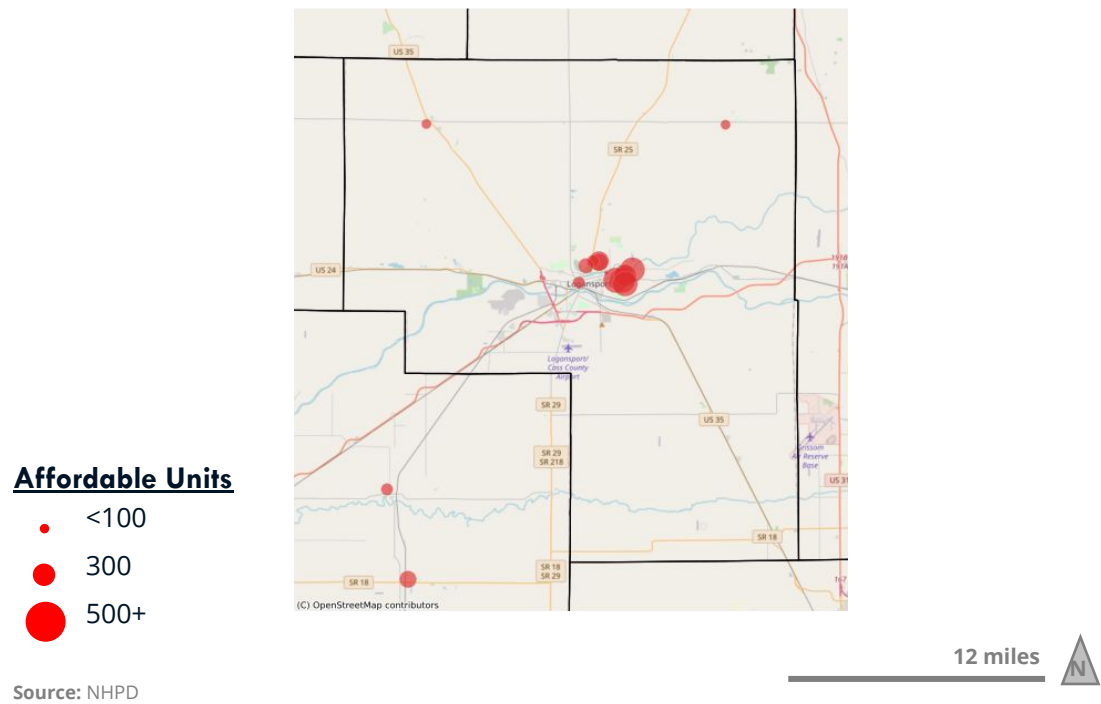 US 35
SR 25
US 24
Logansport/
Cass County
Airport
SR 29
US 35
SR 29
SR 218
Grissom
Air Reserve
Base
US 31
SR 18
SR 18
SR 29
SR 18
(C) OpenStreetMap contributors
Affordable Units
<100
300
500+
12 miles
N
Source: NHPD